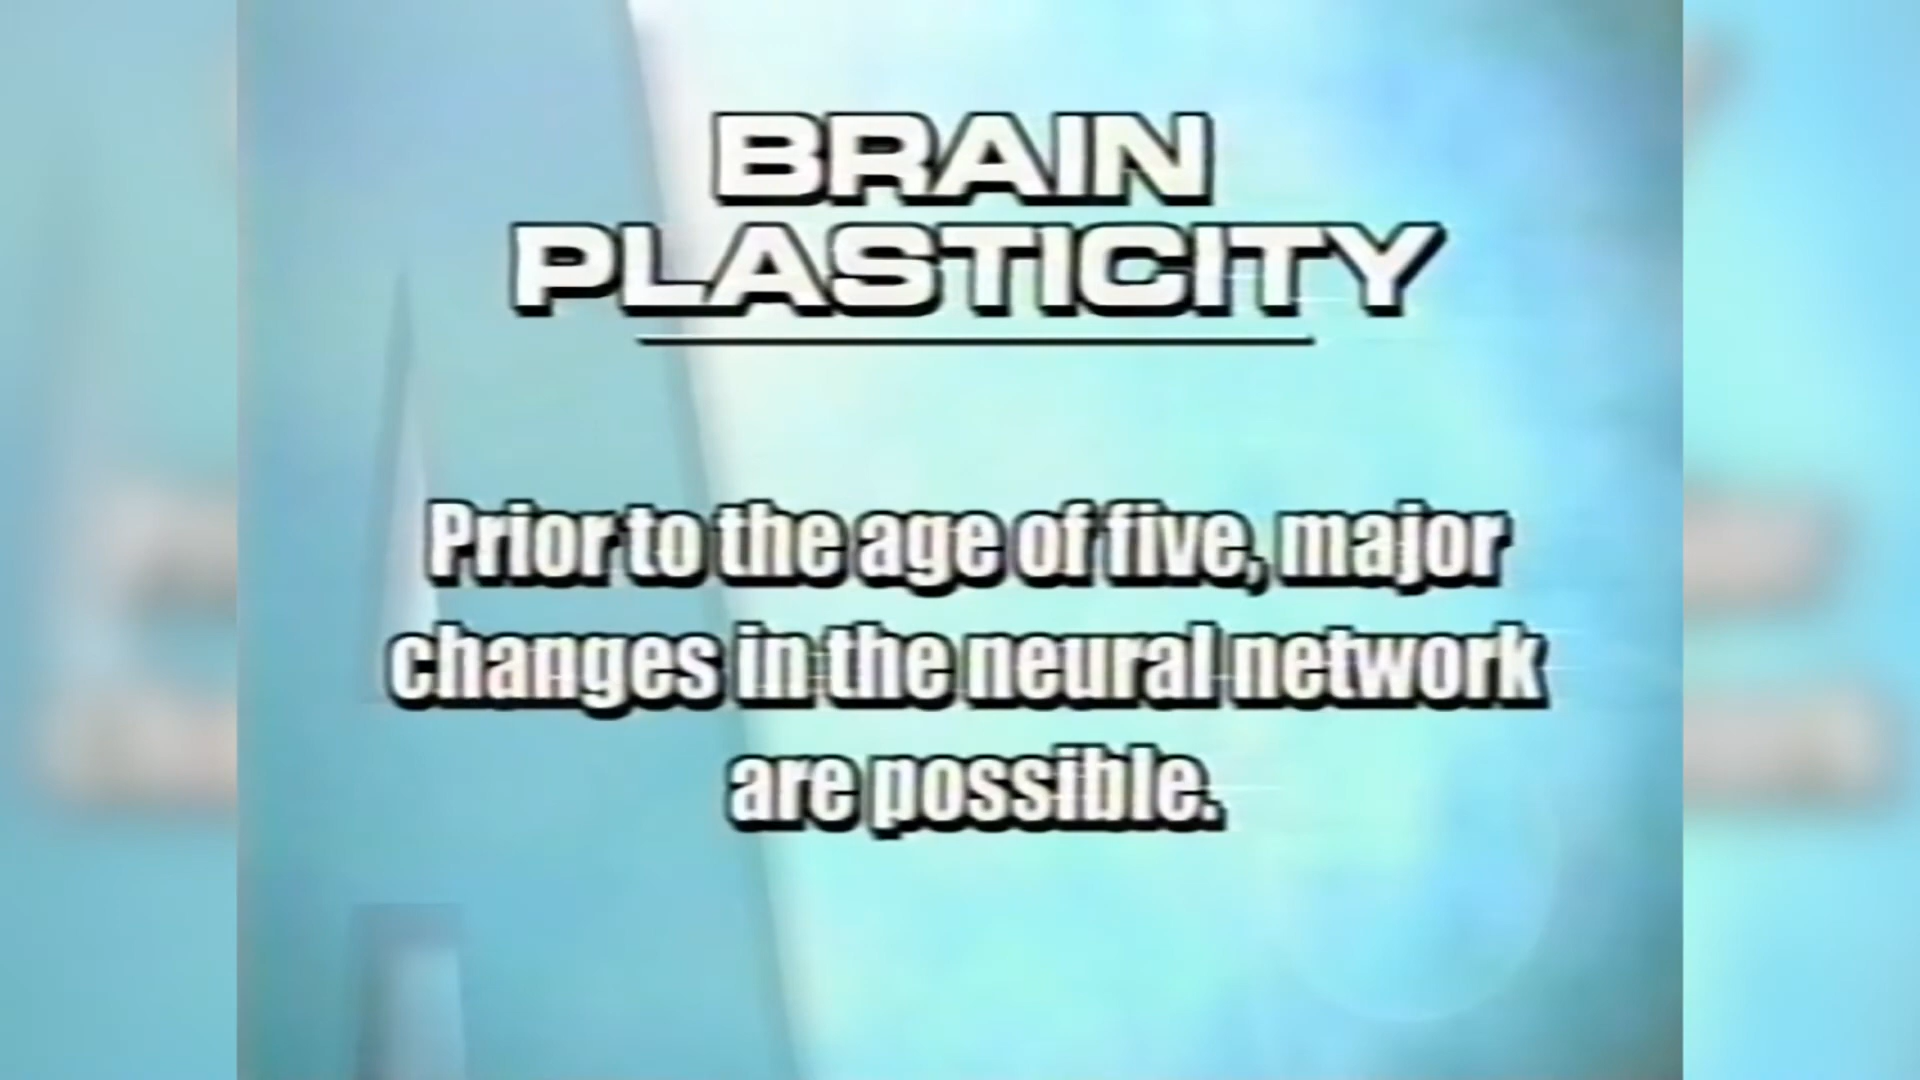 BRAIN
PLASTICITY
Prior to the age of five, major
changes in the neural network
are possible.